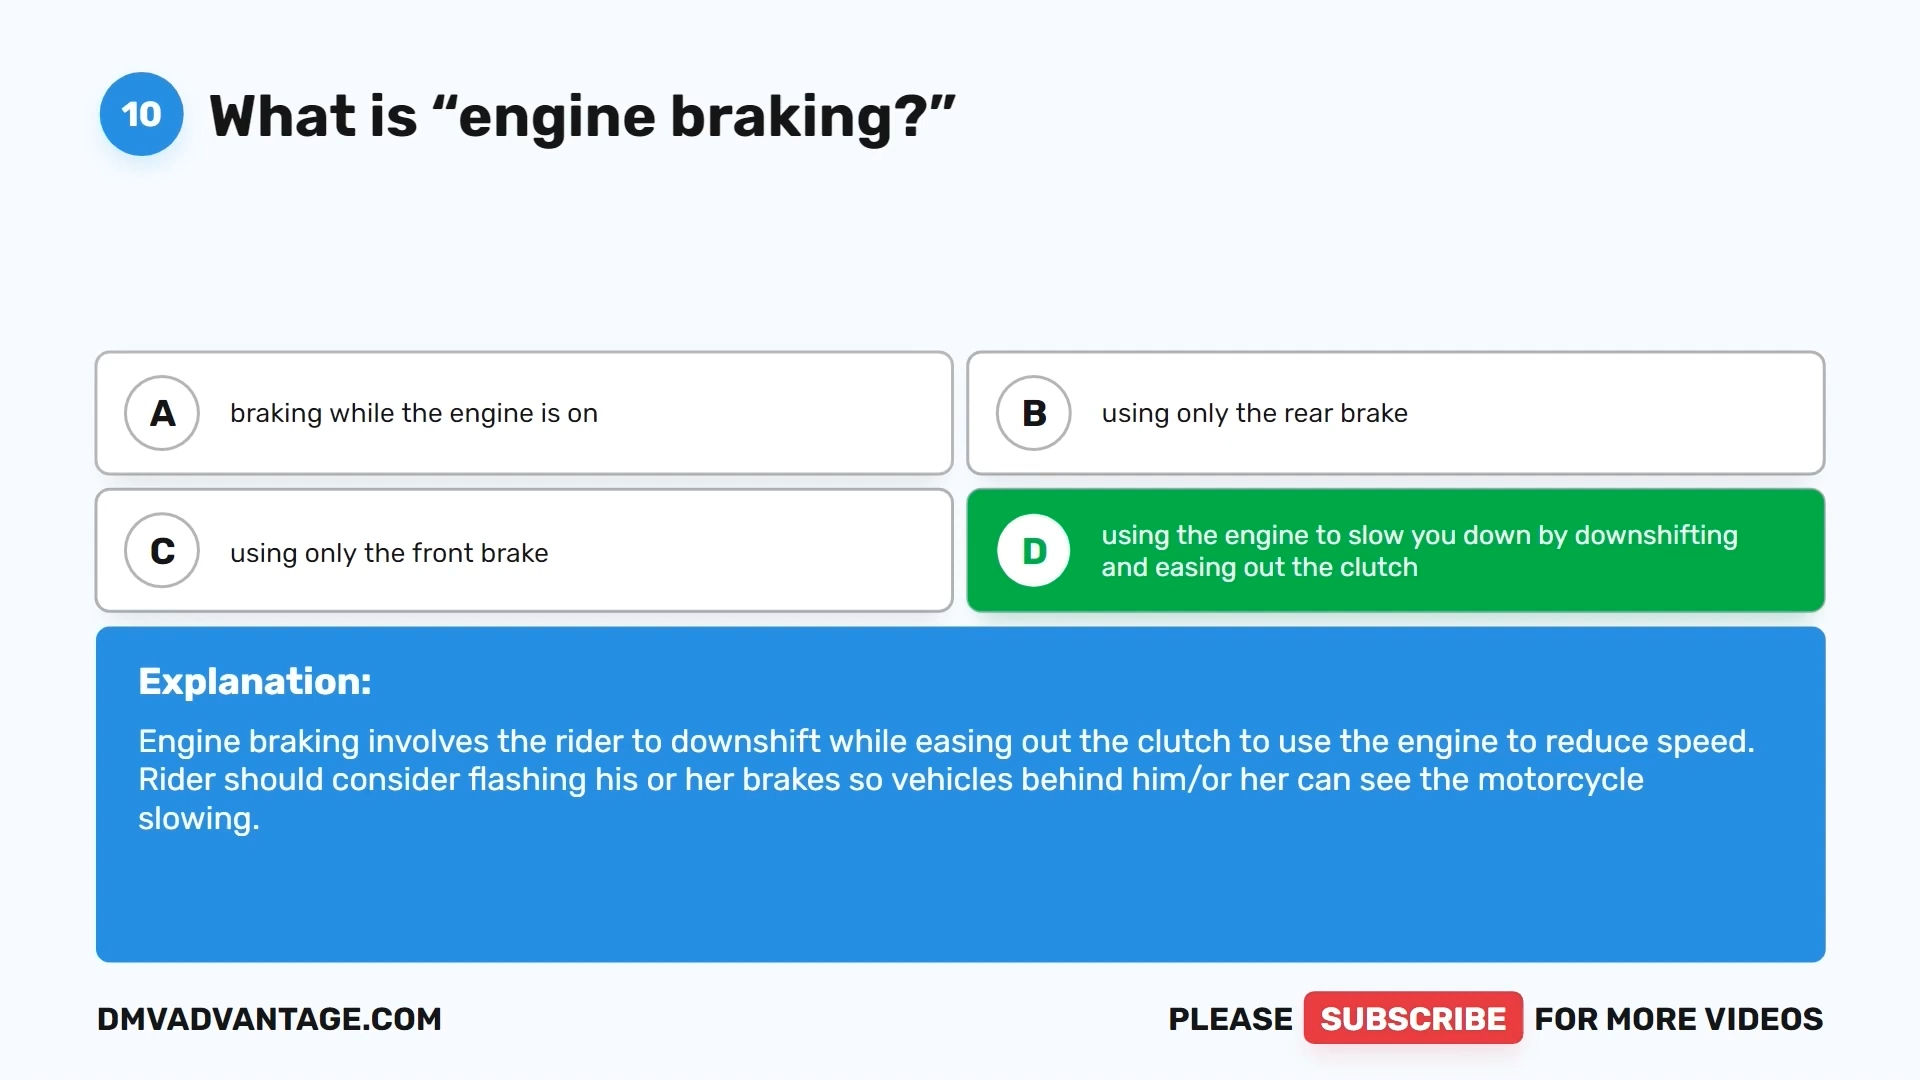 10 What is “engine braking?”
A braking while the engine is on
B using only the rear brake
C using only the front brake
D using the engine to slow you down by downshifting
and easing out the clutch
Explanation:
Engine braking involves the rider to downshift while easing out the clutch to use the engine to reduce speed.
Rider should consider flashing his or her brakes so vehicles behind him/or her can see the motorcycle
slowing.
DMVADVANTAGE.COM
PLEASE SUBSCRIBE FOR MORE VIDEOS